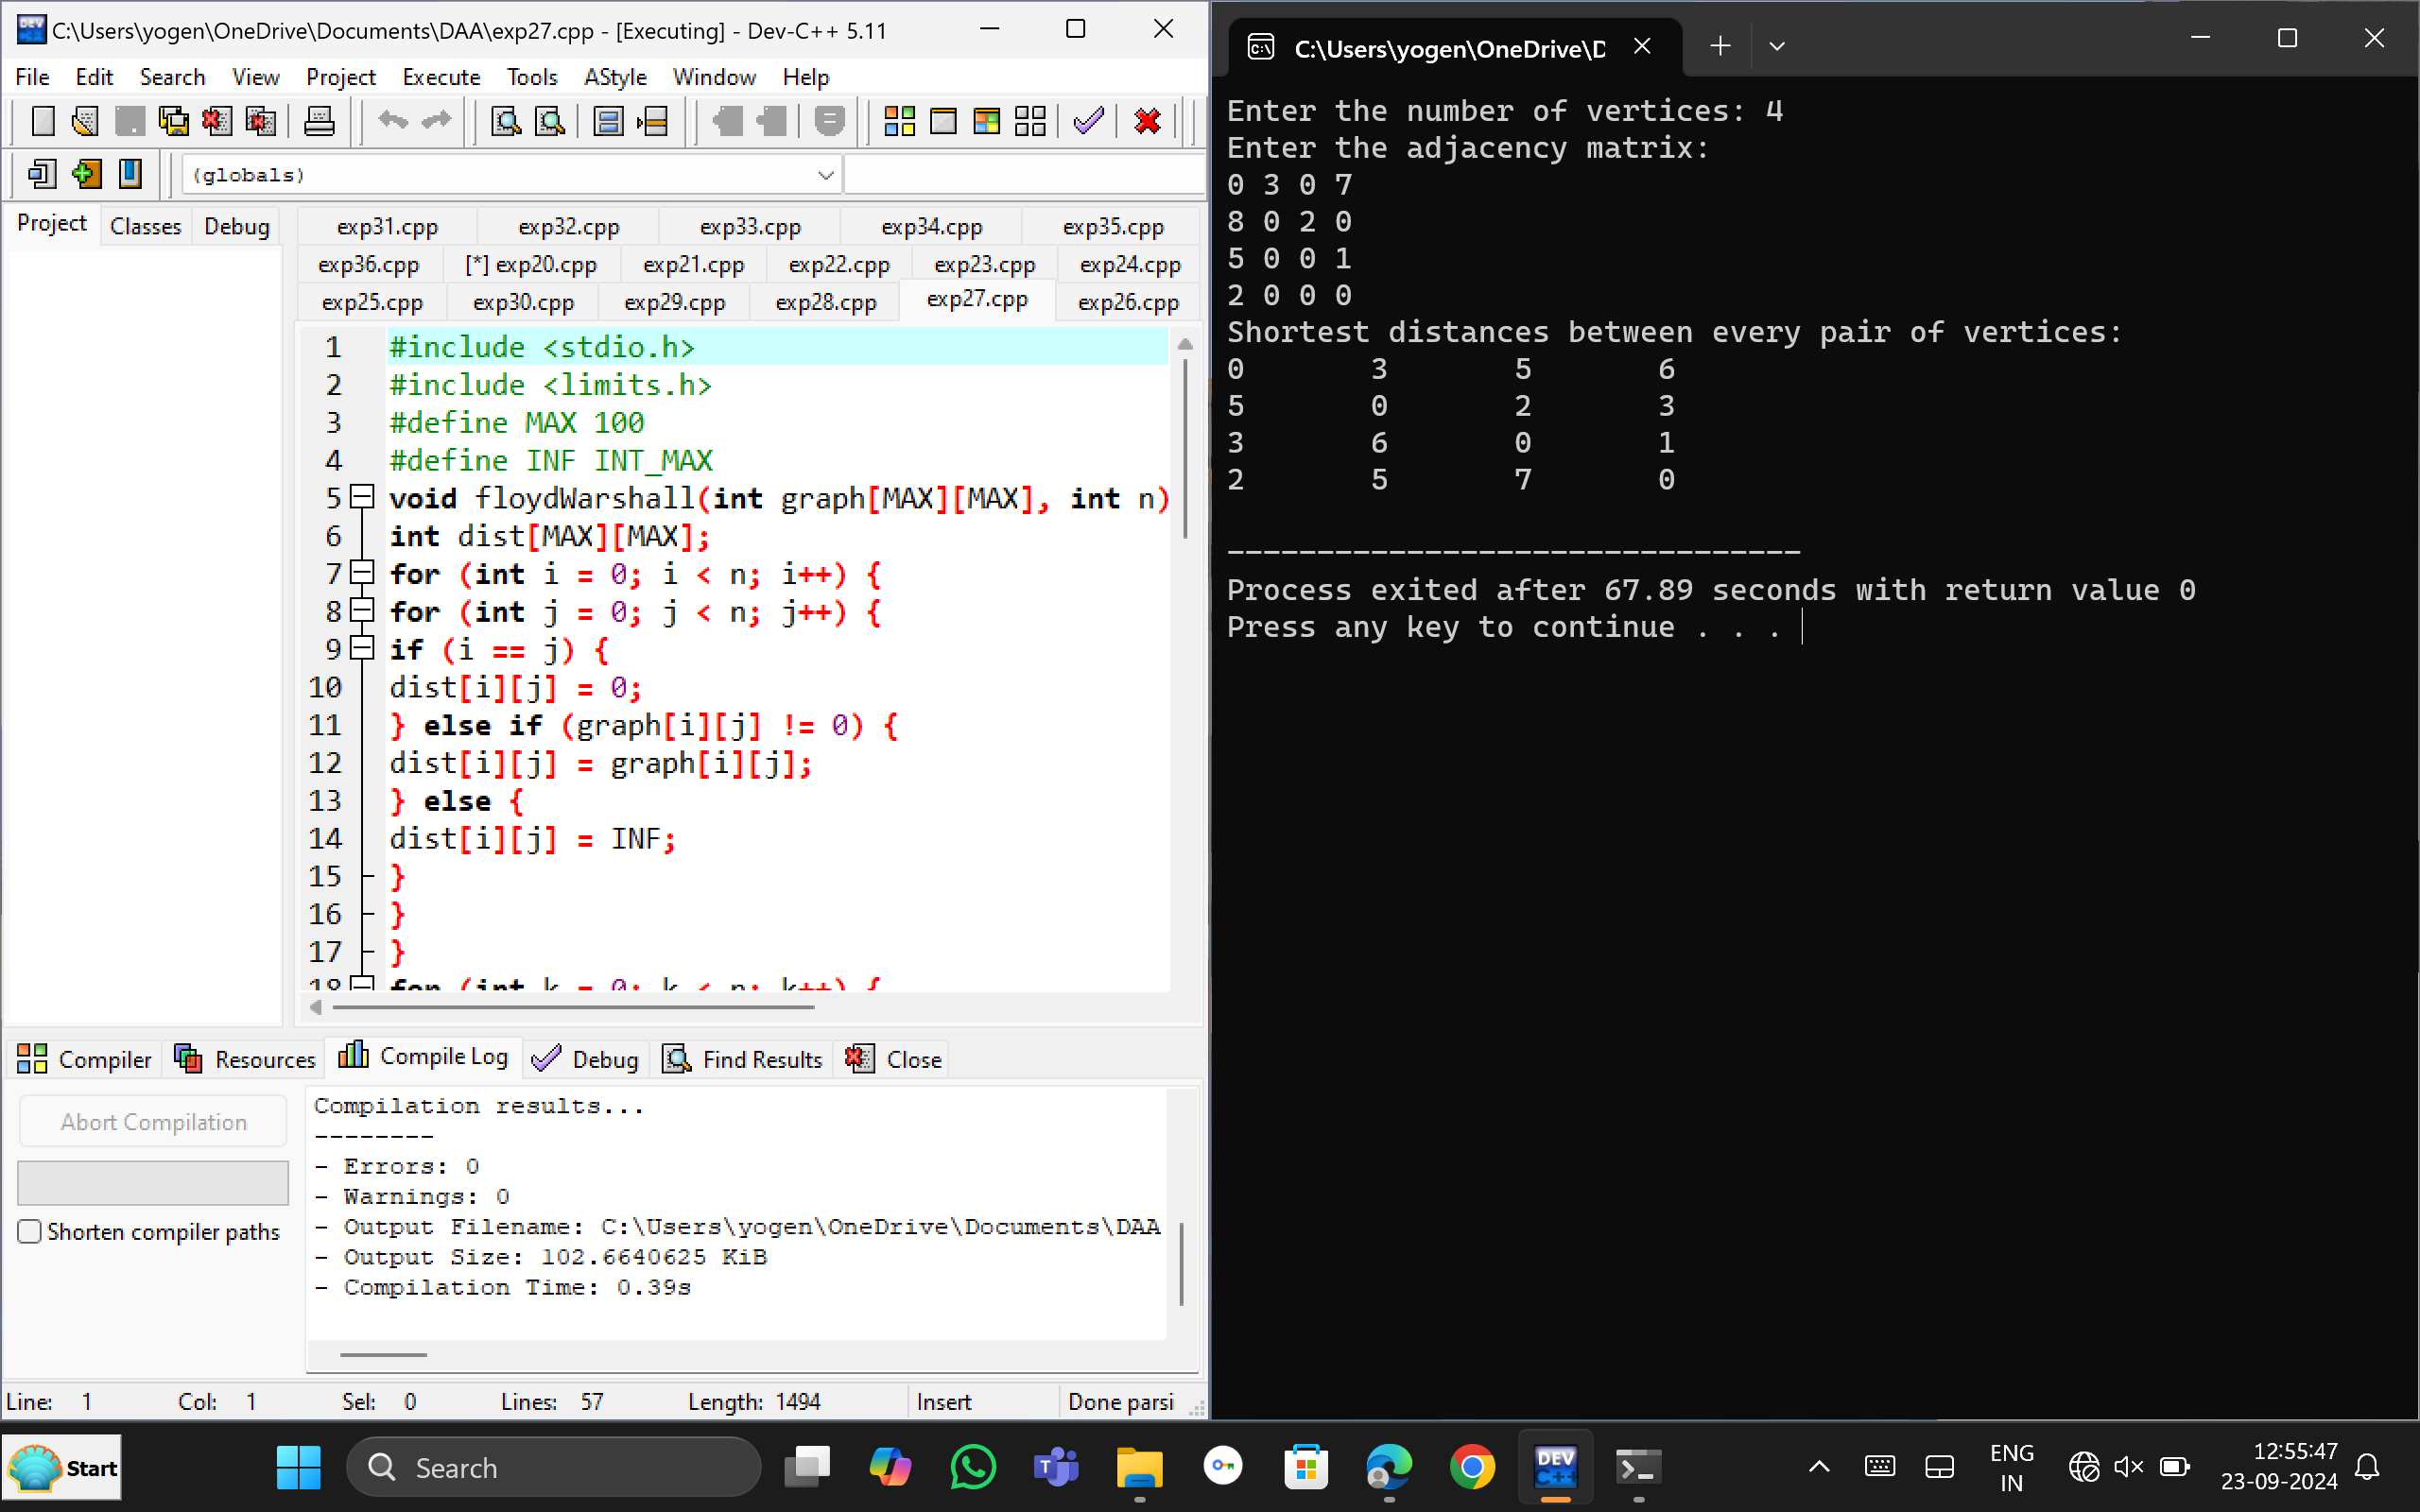 C:\Users\yogen\OneDrive\Documents\DAA\exp27.cpp - [Executing] - Dev-C++ 5.11
File Edit Search View Project Execute Tools AStyle Window Help
(globals)
Project Classes Debug
exp31.cpp exp32.cpp exp33.cpp exp34.cpp exp35.cpp
exp36.cpp [*] exp20.cpp exp21.cpp exp22.cpp exp23.cpp exp24.cpp
exp25.cpp exp30.cpp exp29.cpp exp28.cpp exp27.cpp exp26.cpp
1 #include <stdio.h>
2 #include <limits.h>
3 #define MAX 100
4 #define INF INT_MAX
5 void floydWarshall(int graph[MAX][MAX], int n)
6 int dist[MAX][MAX];
7 for (int i = 0; i < n; i++) {
8 for (int j = 0; j < n; j++) {
9 if (i == j) {
10 dist[i][j] = 0;
11 } else if (graph[i][j] != 0) {
12 dist[i][j] = graph[i][j];
13 } else {
14 dist[i][j] = INF;
15 }
16 }
17 }
18 for (int k = 0; k < n; k++) {
Compiler Resources Compile Log Debug Find Results Close
Abort Compilation
Shorten compiler paths
Compilation results...
--------
- Errors: 0
- Warnings: 0
- Output Filename: C:\Users\yogen\OneDrive\Documents\DAA
- Output Size: 102.6640625 KiB
- Compilation Time: 0.39s
Line: 1 Col: 1 Sel: 0 Lines: 57 Length: 1494 Insert Done parsi
C:\Users\yogen\OneDrive\D
Enter the number of vertices: 4
Enter the adjacency matrix:
0 3 0 7
8 0 2 0
5 0 0 1
2 0 0 0
Shortest distances between every pair of vertices:
0 3 5 6
5 0 2 3
3 6 0 1
2 5 7 0
--------------------------------
Process exited after 67.89 seconds with return value 0
Press any key to continue . . .
Start
Search
DEV C++
ENG
IN
12:55:47
23-09-2024